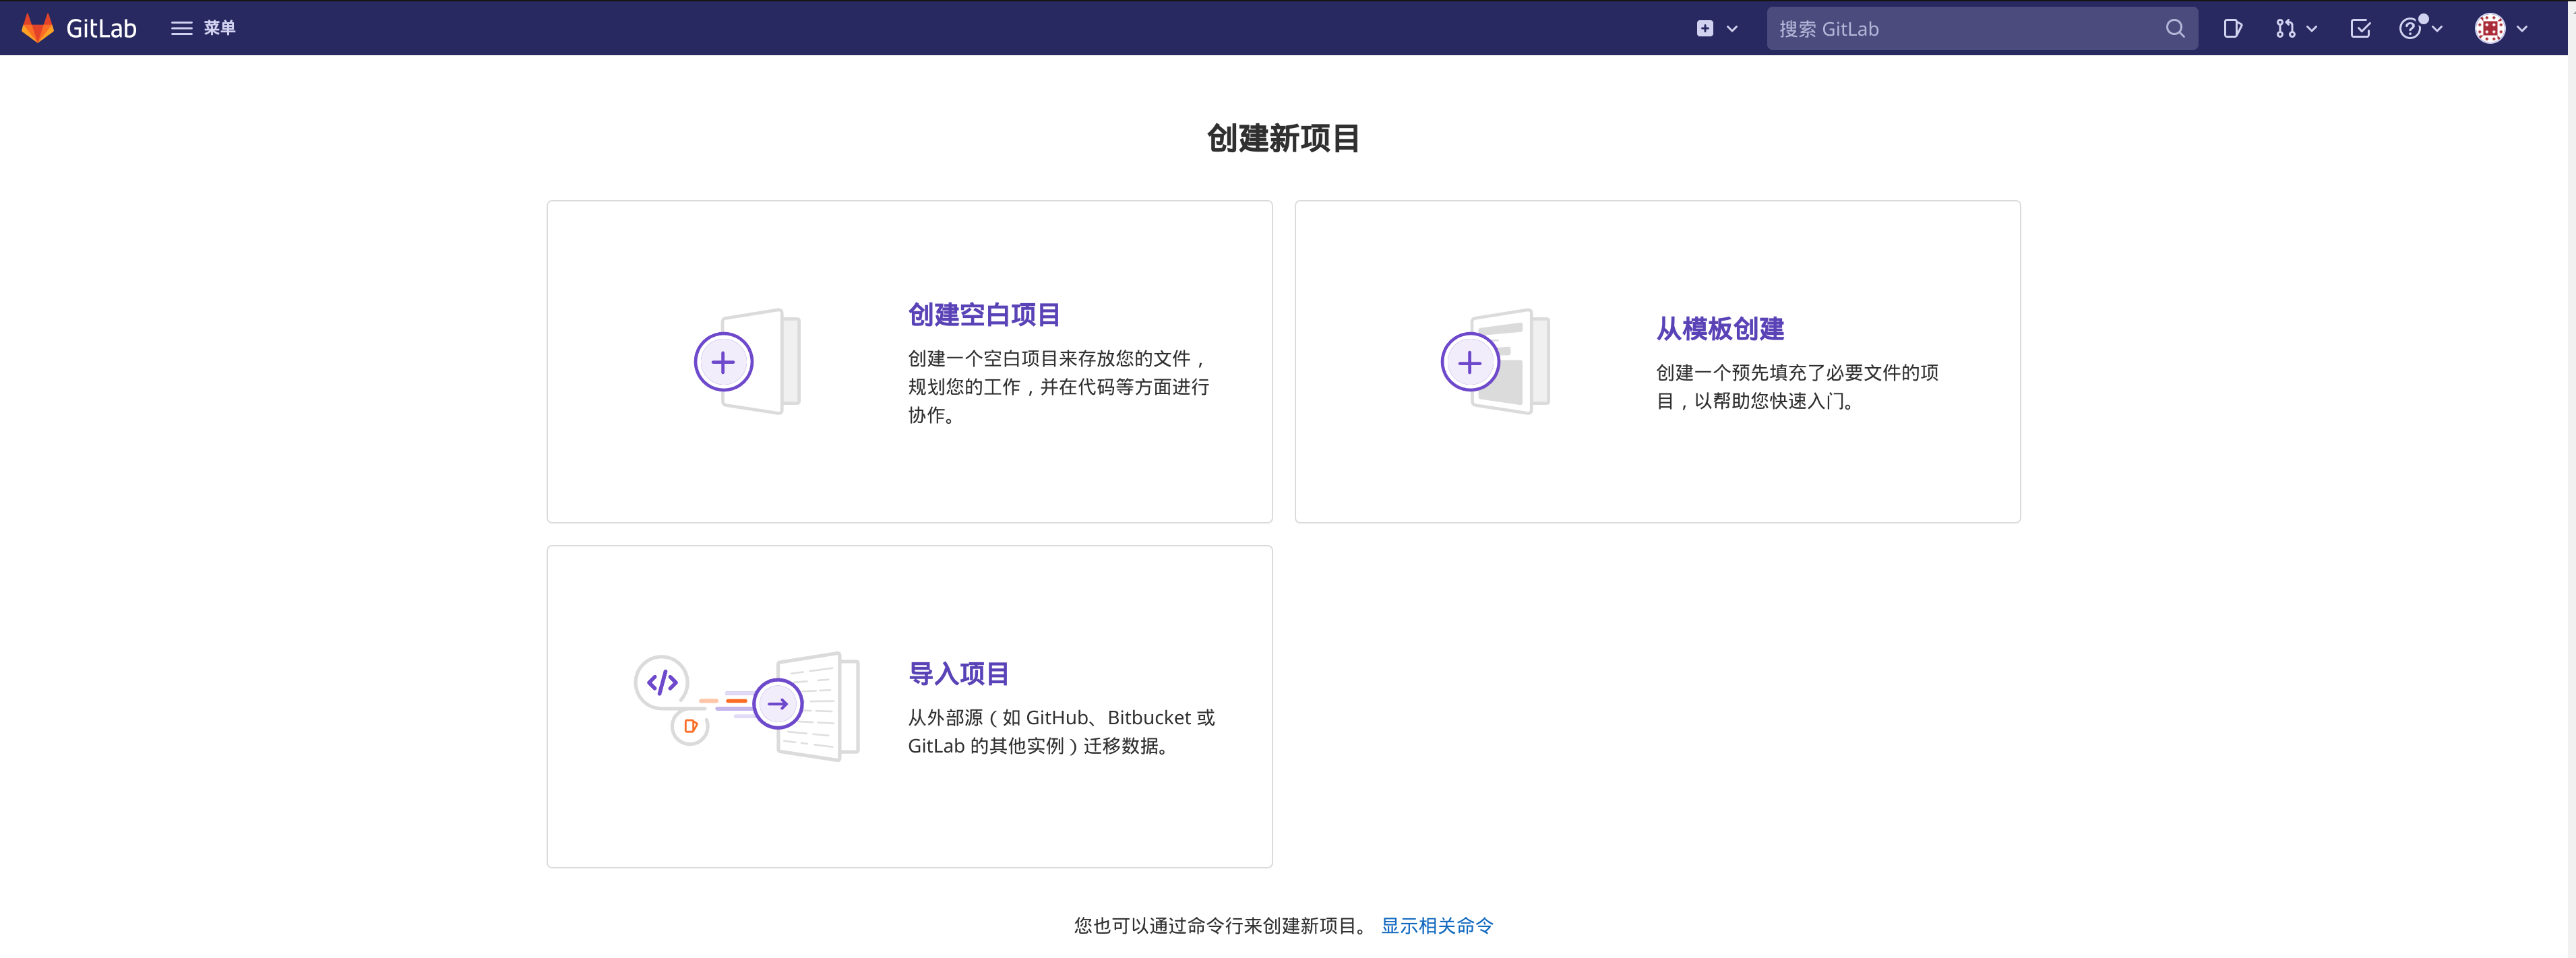 GitLab
菜单
搜索 GitLab
创建新项目
创建空白项目
创建一个空白项目来存放您的文件，
规划您的工作，并在代码等方面进行
协作。
从模板创建
创建一个预先填充了必要文件的项
目，以帮助您快速入门。
导入项目
从外部源（如 GitHub、Bitbucket 或
GitLab 的其他实例）迁移数据。
您也可以通过命令行来创建新项目。 显示相关命令